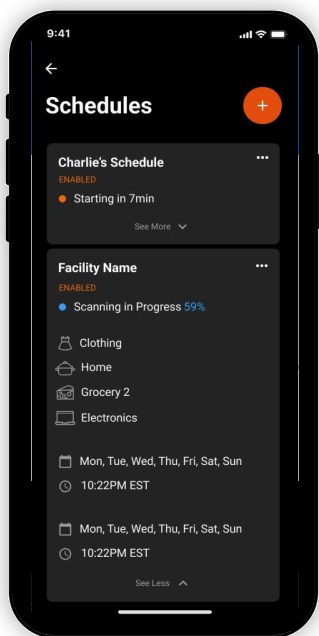 9:41
Schedules
+
Charlie's Schedule
ENABLED
Starting in 7min
See More
Facility Name
ENABLED
Scanning in Progress 59%
Clothing
Home
Grocery 2
Electronics
Mon, Tue, Wed, Thu, Fri, Sat, Sun
10:22PM EST
Mon, Tue, Wed, Thu, Fri, Sat, Sun
10:22PM EST
See Less